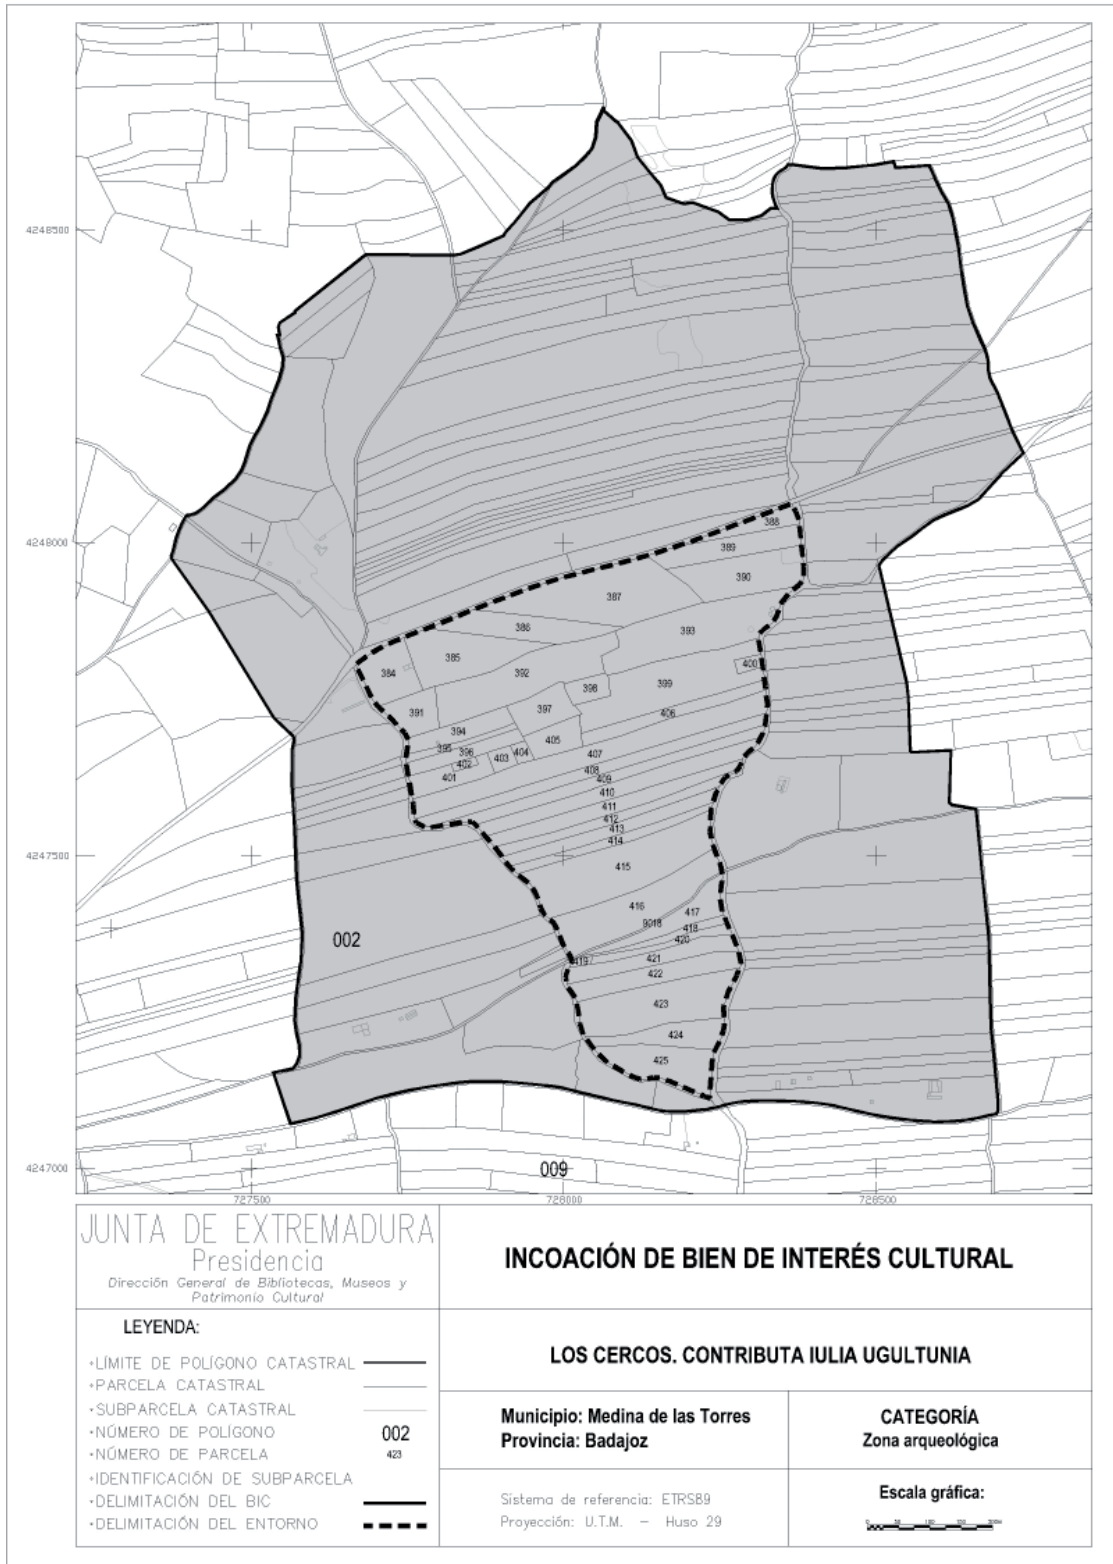 4248500
388
389
4248000
390
387
386
393
385
384
392
400
399
398
397
391
406
394
405
395
396
404
407
403
402
408
401
409
410
411
412
413
414
4247500
415
416
417
9018
418
420
002
421
419
422
423
424
425
4247000
009
727500
728000
728500
JUNTA DE EXTREMADURA
Presidencia
Dirección General de Bibliotecas, Museos y
Patrimonio Cultural
INCOACIÓN DE BIEN DE INTERÉS CULTURAL
LEYENDA:
LÍMITE DE POLÍGONO CATASTRAL
PARCELA CATASTRAL
SUBPARCELA CATASTRAL
NÚMERO DE POLÍGONO 002
NÚMERO DE PARCELA 423
IDENTIFICACIÓN DE SUBPARCELA
DELIMITACIÓN DEL BIC
DELIMITACIÓN DEL ENTORNO
LOS CERCOS. CONTRIBUTA IULIA UGULTUNIA
Municipio: Medina de las Torres
Provincia: Badajoz
CATEGORÍA
Zona arqueológica
Sistema de referencia: ETRS89
Proyección: U.T.M. – Huso 29
Escala gráfica: